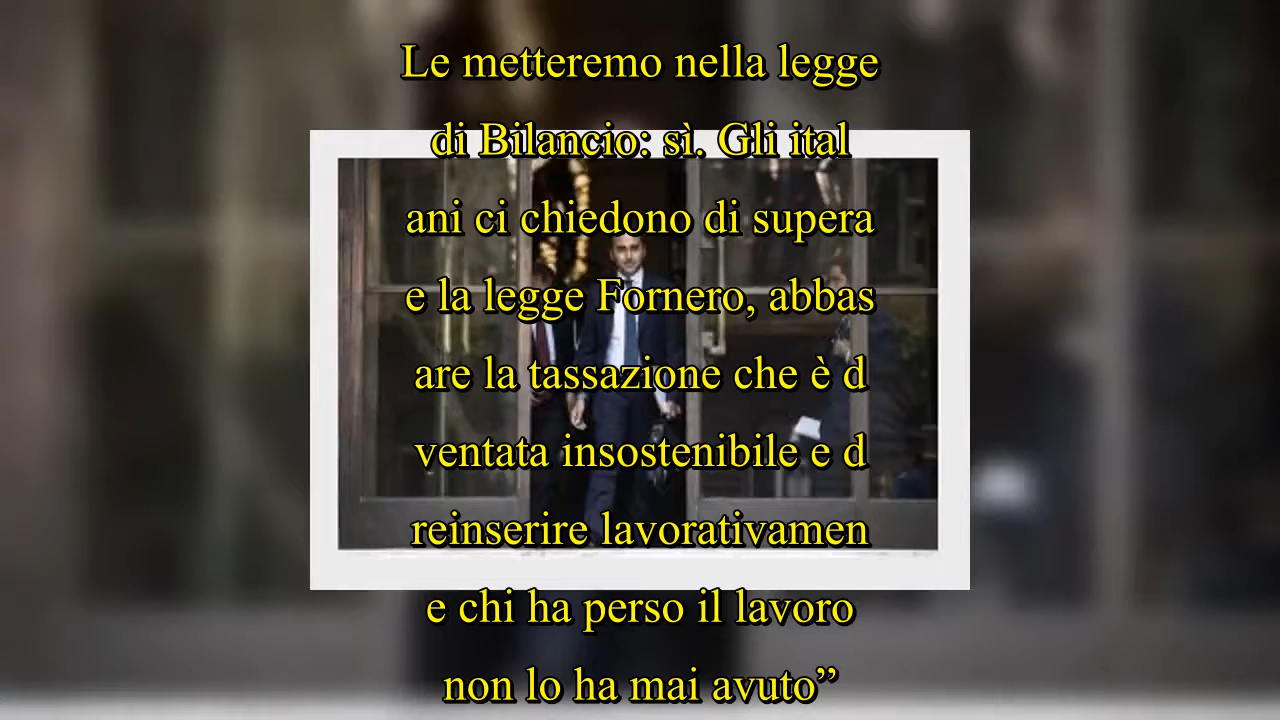 Le metteremo nella legge
di Bilancio: sì. Gli ital
ani ci chiedono di supera
e la legge Fornero, abbas
are la tassazione che è d
ventata insostenibile e d
reinserire lavorativamen
e chi ha perso il lavoro
non lo ha mai avuto”